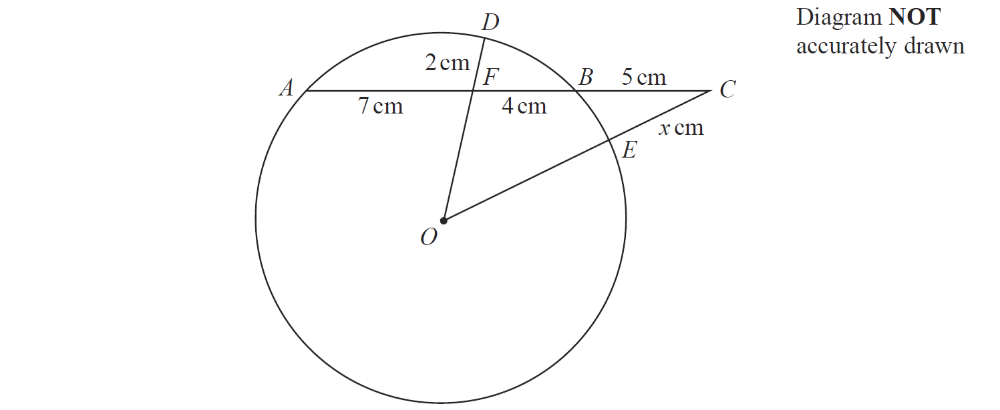 Diagram NOT
accurately drawn
D
2 cm
A
F
B
5 cm
C
7 cm
4 cm
x cm
E
O